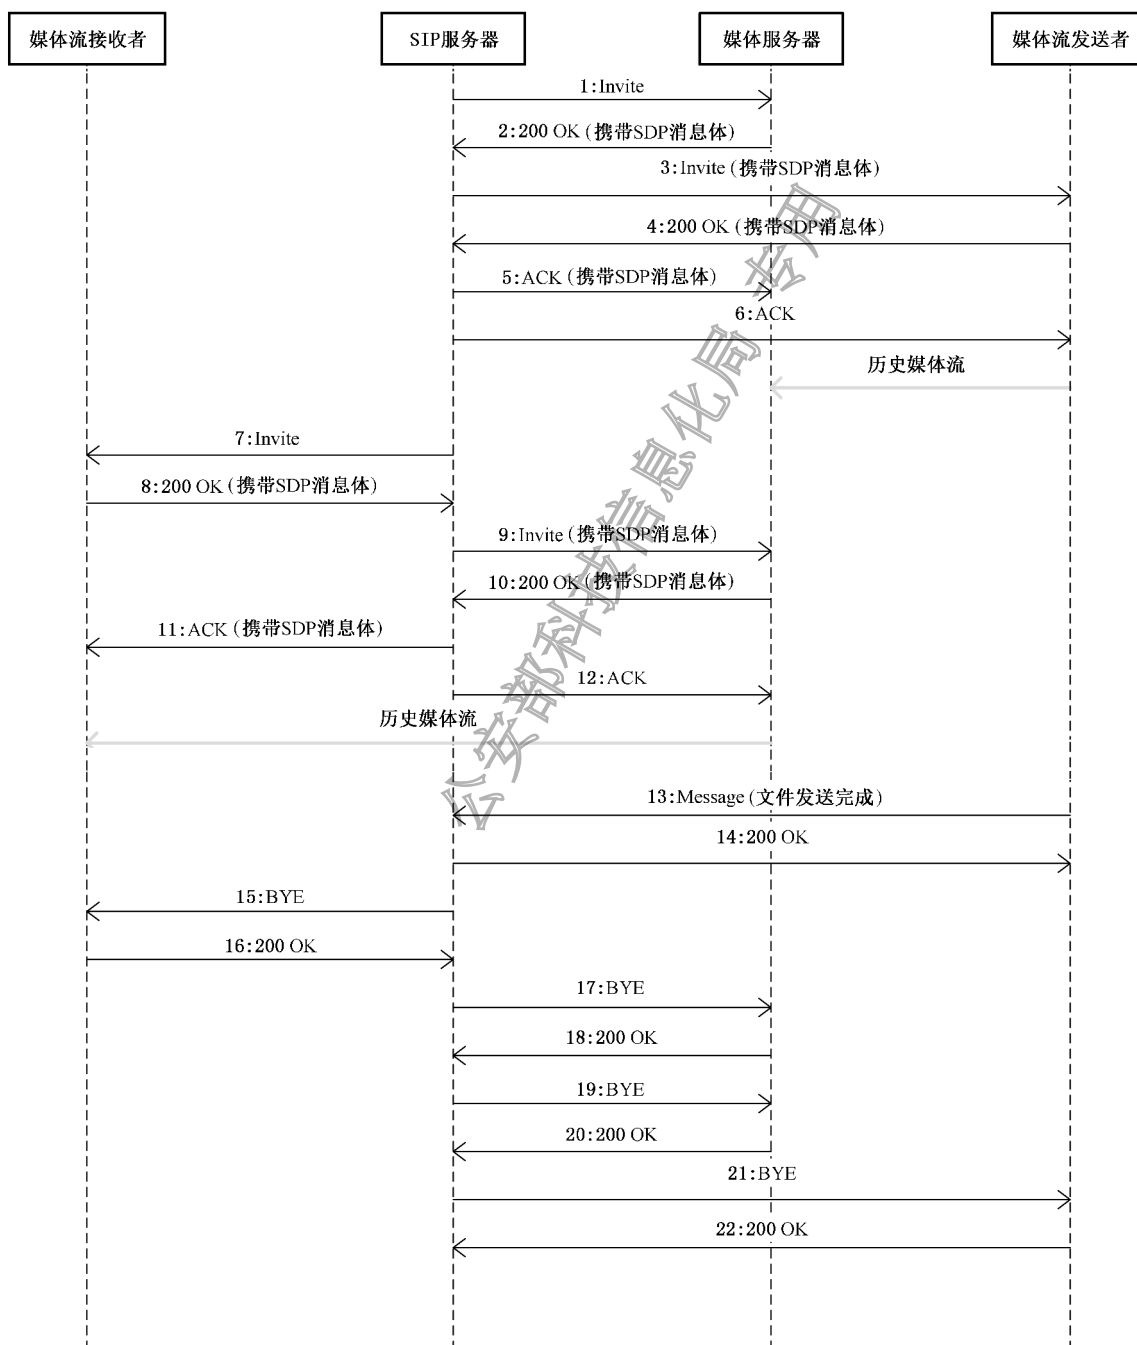 媒体流接收者
SIP服务器
媒体服务器
媒体流发送者
1:Invite
2:200 OK(携带SDP消息体)
3:Invite(携带SDP消息体)
4:200 OK(携带SDP消息体)
5:ACK(携带SDP消息体)
6:ACK
历史媒体流
7:Invite
8:200 OK(携带SDP消息体)
9:Invite(携带SDP消息体)
10:200 OK(携带SDP消息体)
11:ACK(携带SDP消息体)
12:ACK
历史媒体流
13:Message(文件发送完成)
14:200 OK
15:BYE
16:200 OK
17:BYE
18:200 OK
19:BYE
20:200 OK
21:BYE
22:200 OK
公安部科技信息化局 专用